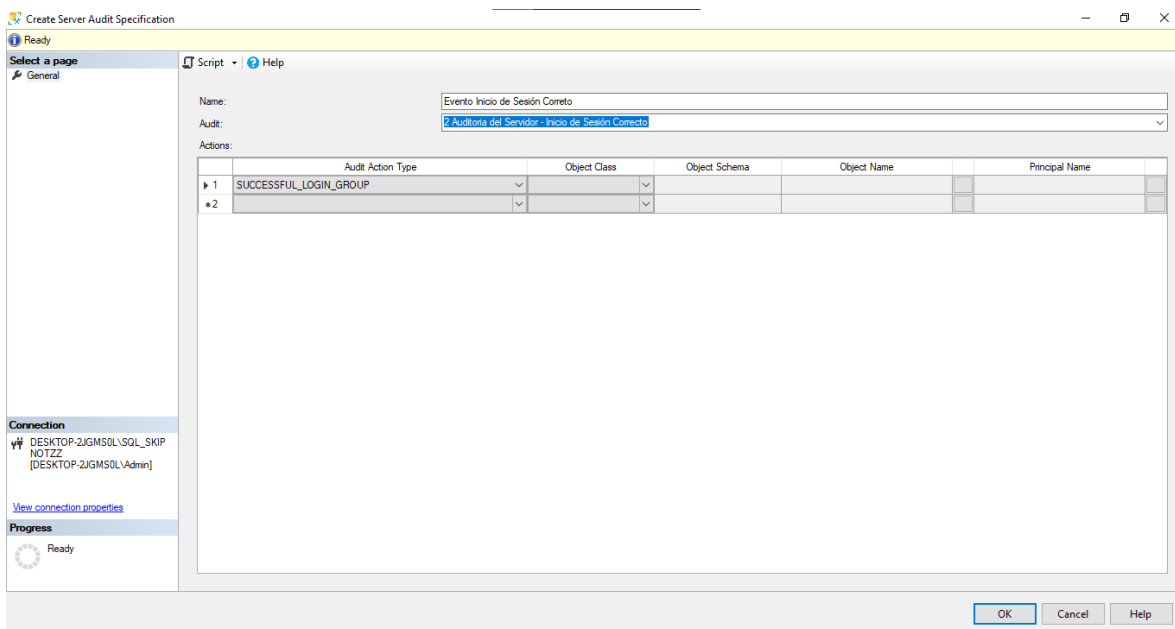 Create Server Audit Specification
Ready
Select a page
General
Script
Help
Name:
Evento Inicio de Sesión Correto
Audit:
2 Auditoria del Servidor - Inicio de Sesión Correcto
Actions:
Audit Action Type Object Class Object Schema Object Name Principal Name
1 SUCCESSFUL_LOGIN_GROUP
*2
Connection
DESKTOP-2JGMS0L\SQL_SKIP
NOTZZ
[DESKTOP-2JGMS0L\Admin]
View connection properties
Progress
Ready
OK Cancel Help